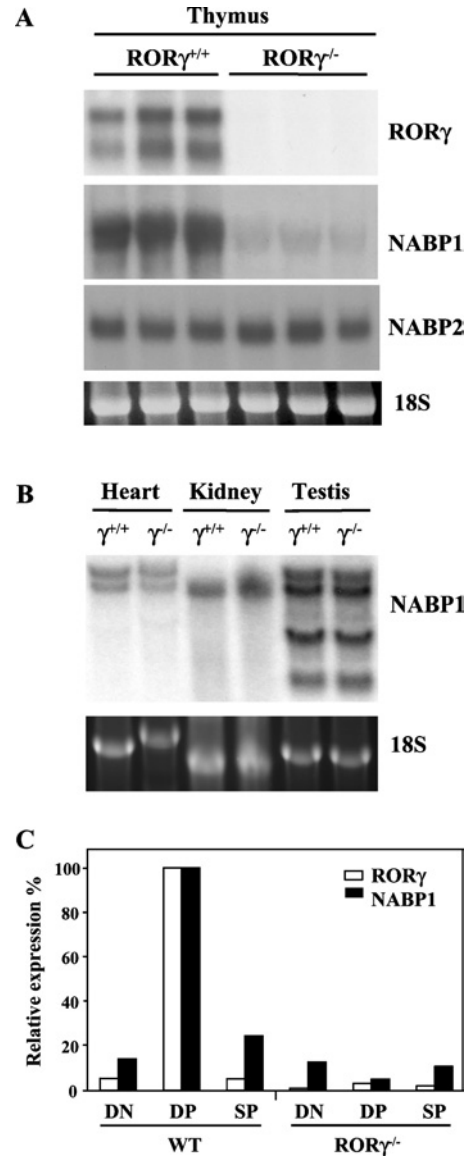 A
Thymus
RORγ+/+ RORγ-/-
RORγ
NABP1
NABP2
18S
B
Heart Kidney Testis
γ+/+ γ-/- γ+/+ γ-/- γ+/+ γ-/-
NABP1
18S
C
Relative expression %
100
80
60
40
20
0
RORγ
NABP1
DN DP SP DN DP SP
WT RORγ-/-